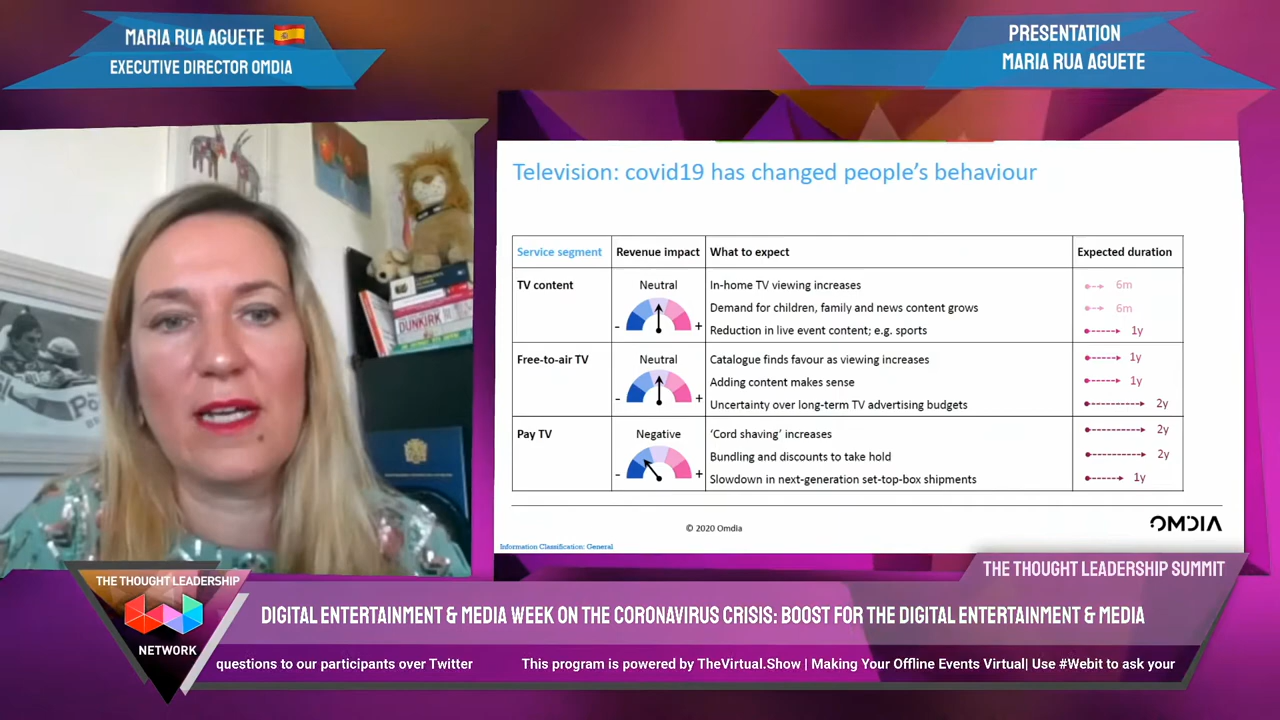 MARIA RUA AGUETE
EXECUTIVE DIRECTOR OMDIA
PRESENTATION
MARIA RUA AGUETE
Television: covid19 has changed people's behaviour
Service segment Revenue impact What to expect Expected duration
TV content Neutral In-home TV viewing increases 6m
Demand for children, family and news content grows 6m
- + Reduction in live event content; e.g. sports 1y
Free-to-air TV Neutral Catalogue finds favour as viewing increases 1y
Adding content makes sense 1y
- + Uncertainty over long-term TV advertising budgets 2y
Pay TV Negative ‘Cord shaving’ increases 2y
Bundling and discounts to take hold 2y
- + Slowdown in next-generation set-top-box shipments 1y
© 2020 Omdia
OMDIA
Information Classification: General
DUNKIRK
THE THOUGHT LEADERSHIP SUMMIT
THE THOUGHT LEADERSHIP
NETWORK
DIGITAL ENTERTAINMENT & MEDIA WEEK ON THE CORONAVIRUS CRISIS: BOOST FOR THE DIGITAL ENTERTAINMENT & MEDIA
questions to our participants over Twitter This program is powered by TheVirtual.Show | Making Your Offline Events Virtual| Use #Webit to ask your